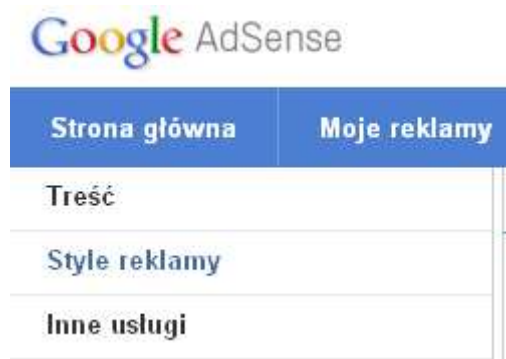 Google AdSense
Strona główna Moje reklamy
Treść
Style reklamy
Inne usługi